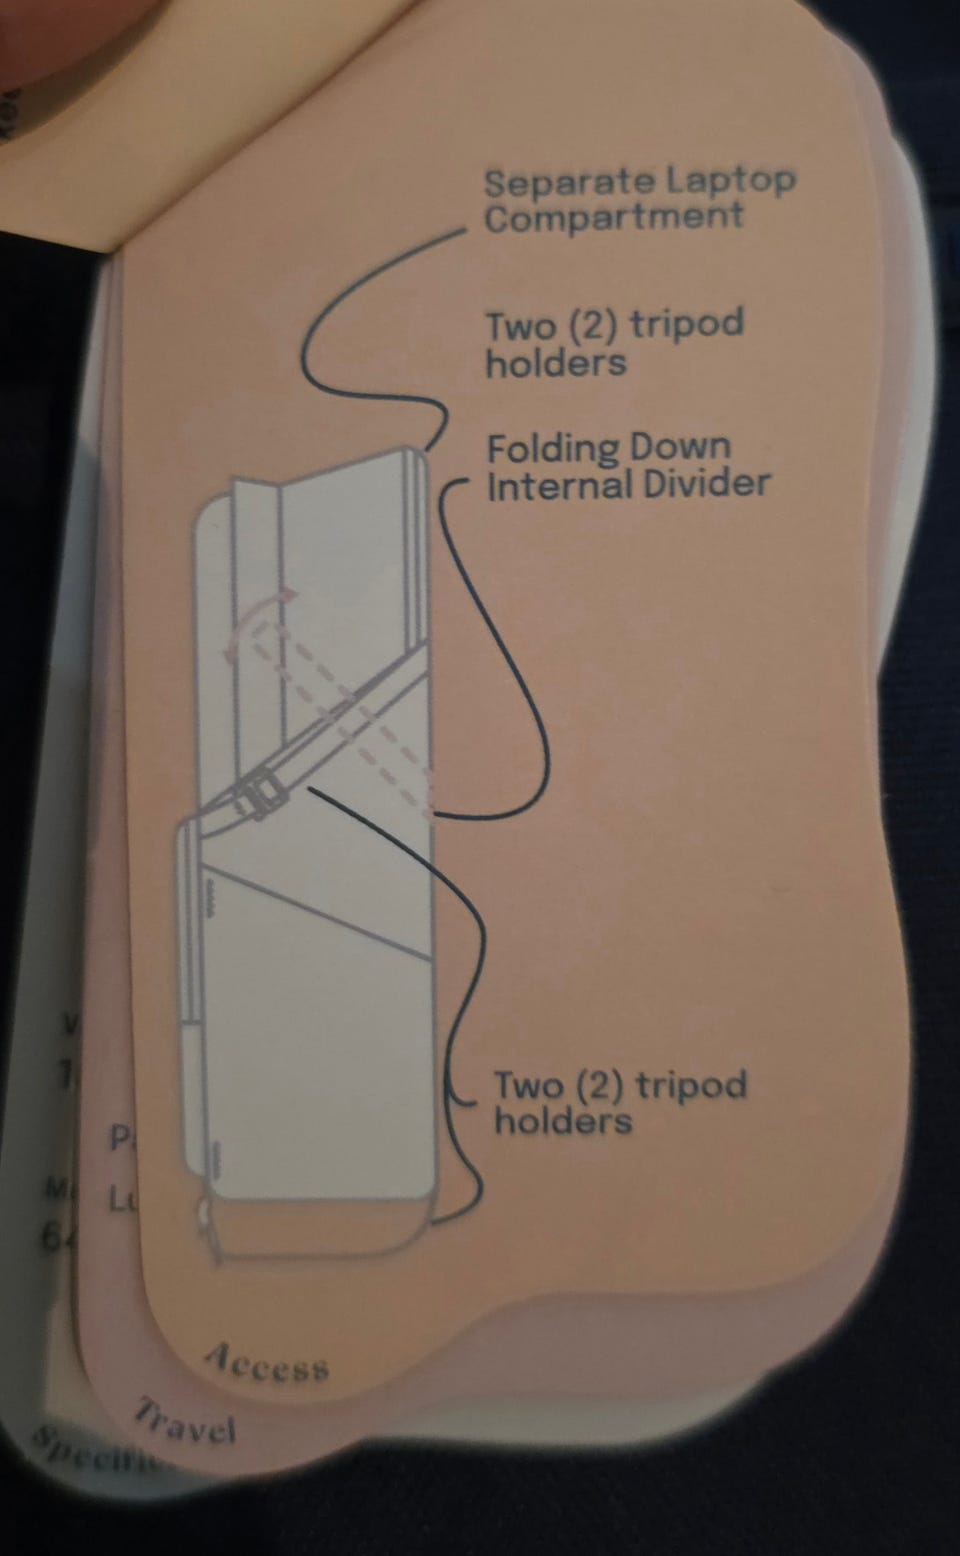 Separate Laptop
Compartment
Two (2) tripod
holders
Folding Down
Internal Divider
Two (2) tripod
holders
Access
Travel